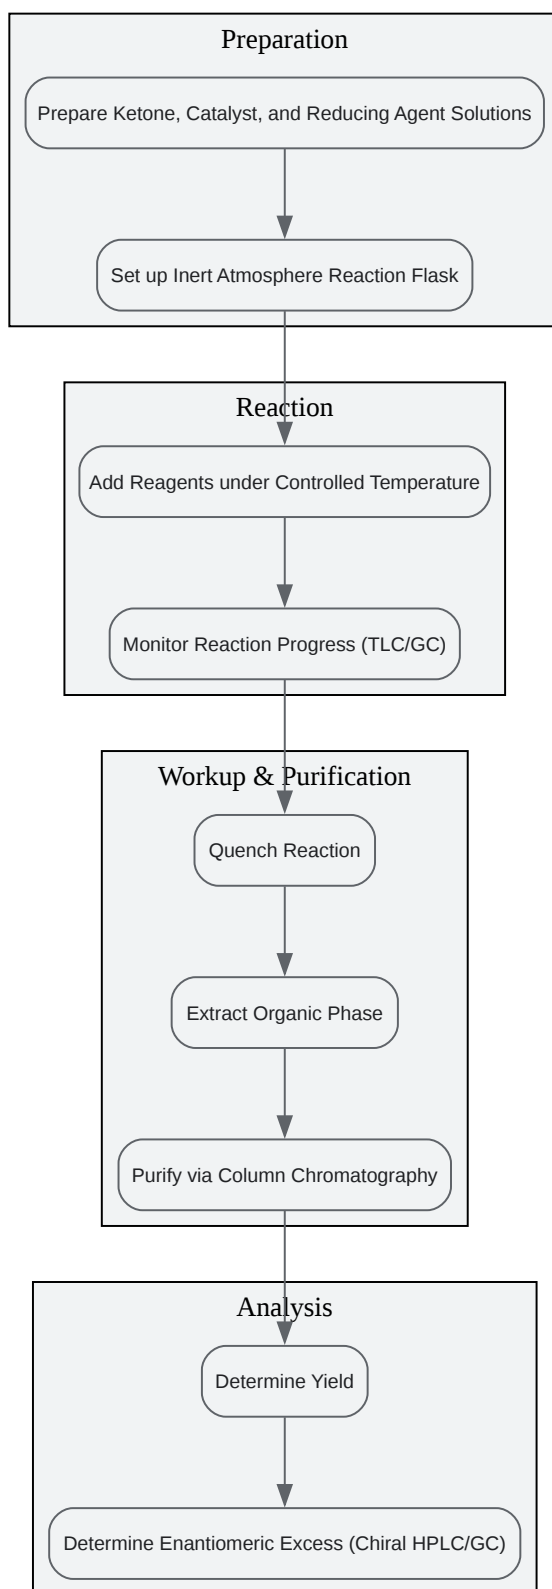 Preparation
Prepare Ketone, Catalyst, and Reducing Agent Solutions
Set up Inert Atmosphere Reaction Flask
Reaction
Add Reagents under Controlled Temperature
Monitor Reaction Progress (TLC/GC)
Workup & Purification
Quench Reaction
Extract Organic Phase
Purify via Column Chromatography
Analysis
Determine Yield
Determine Enantiomeric Excess (Chiral HPLC/GC)